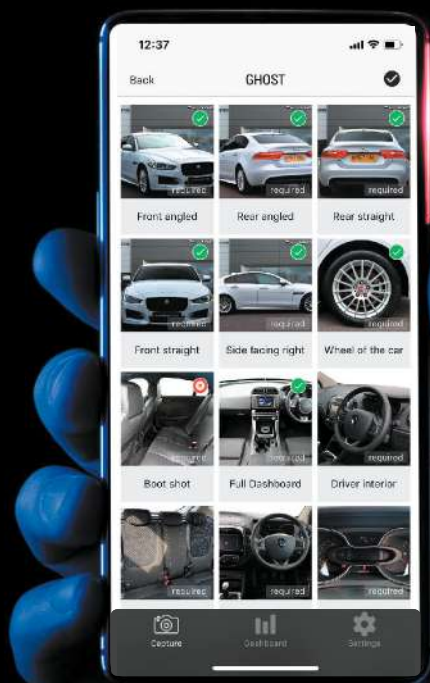 12:37
Back GHOST
required required required
Front angled Rear angled Rear straight
required required required
Front straight Side facing right Wheel of the car
required required required
Boot shot Full Dashboard Driver interior
required required required
Capture Dashboard Settings